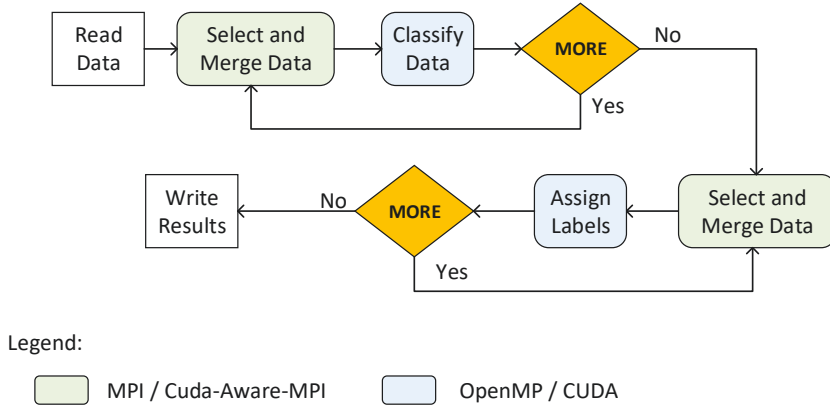 Read
Data
Select and
Merge Data
Classify
Data
MORE
No
Yes
Write
Results
No
MORE
Yes
Assign
Labels
Select and
Merge Data
Legend:
MPI / Cuda-Aware-MPI
OpenMP / CUDA